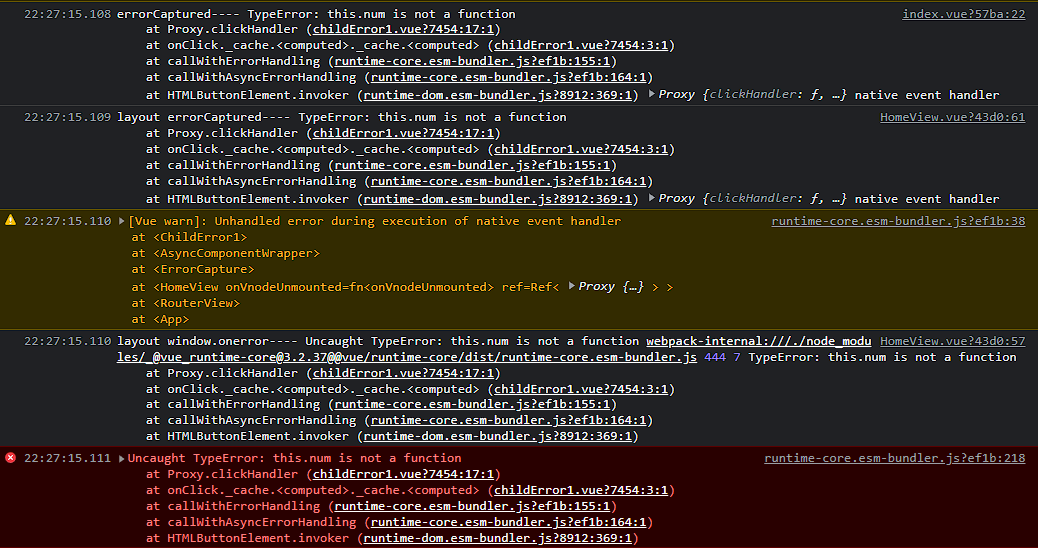 22:27:15.108 errorCaptured---- TypeError: this.num is not a function index.vue?57ba:22
at Proxy.clickHandler (childError1.vue?7454:17:1)
at onClick._cache.<computed>._cache.<computed> (childError1.vue?7454:3:1)
at callWithErrorHandling (runtime-core.esm-bundler.js?ef1b:155:1)
at callWithAsyncErrorHandling (runtime-core.esm-bundler.js?ef1b:164:1)
at HTMLButtonElement.invoker (runtime-dom.esm-bundler.js?8912:369:1) Proxy {clickHandler: ƒ, …} native event handler
22:27:15.109 layout errorCaptured---- TypeError: this.num is not a function HomeView.vue?43d0:61
at Proxy.clickHandler (childError1.vue?7454:17:1)
at onClick._cache.<computed>._cache.<computed> (childError1.vue?7454:3:1)
at callWithErrorHandling (runtime-core.esm-bundler.js?ef1b:155:1)
at callWithAsyncErrorHandling (runtime-core.esm-bundler.js?ef1b:164:1)
at HTMLButtonElement.invoker (runtime-dom.esm-bundler.js?8912:369:1) Proxy {clickHandler: ƒ, …} native event handler
22:27:15.110 [Vue warn]: Unhandled error during execution of native event handler runtime-core.esm-bundler.js?ef1b:38
at <ChildError1>
at <AsyncComponentWrapper>
at <ErrorCapture>
at <HomeView onVnodeUnmounted=fn<onVnodeUnmounted> ref=Ref< Proxy {…} > >
at <RouterView>
at <App>
22:27:15.110 layout window.onerror---- Uncaught TypeError: this.num is not a function webpack-internal:///./node_modu HomeView.vue?43d0:57
les/_@vue_runtime-core@3.2.37@@vue/runtime-core/dist/runtime-core.esm-bundler.js 444 7 TypeError: this.num is not a function
at Proxy.clickHandler (childError1.vue?7454:17:1)
at onClick._cache.<computed>._cache.<computed> (childError1.vue?7454:3:1)
at callWithErrorHandling (runtime-core.esm-bundler.js?ef1b:155:1)
at callWithAsyncErrorHandling (runtime-core.esm-bundler.js?ef1b:164:1)
at HTMLButtonElement.invoker (runtime-dom.esm-bundler.js?8912:369:1)
22:27:15.111 Uncaught TypeError: this.num is not a function runtime-core.esm-bundler.js?ef1b:218
at Proxy.clickHandler (childError1.vue?7454:17:1)
at onClick._cache.<computed>._cache.<computed> (childError1.vue?7454:3:1)
at callWithErrorHandling (runtime-core.esm-bundler.js?ef1b:155:1)
at callWithAsyncErrorHandling (runtime-core.esm-bundler.js?ef1b:164:1)
at HTMLButtonElement.invoker (runtime-dom.esm-bundler.js?8912:369:1)